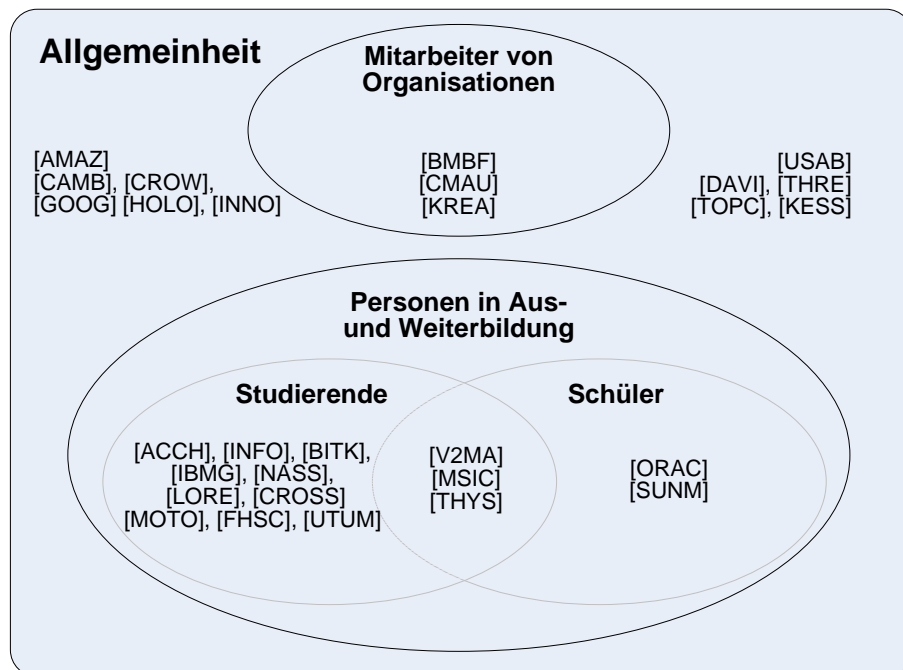 Allgemeinheit
Mitarbeiter von
Organisationen
[AMAZ]
[CAMB], [CROW],
[GOOG] [HOLO], [INNO]
[BMBF]
[CMAU]
[KREA]
[USAB]
[DAVI], [THRE]
[TOPC], [KESS]
Personen in Aus-
und Weiterbildung
Studierende
[ACCH], [INFO], [BITK],
[IBMG], [NASS],
[LORE], [CROSS]
[MOTO], [FHSC], [UTUM]
[V2MA]
[MSIC]
[THYS]
Schüler
[ORAC]
[SUNM]